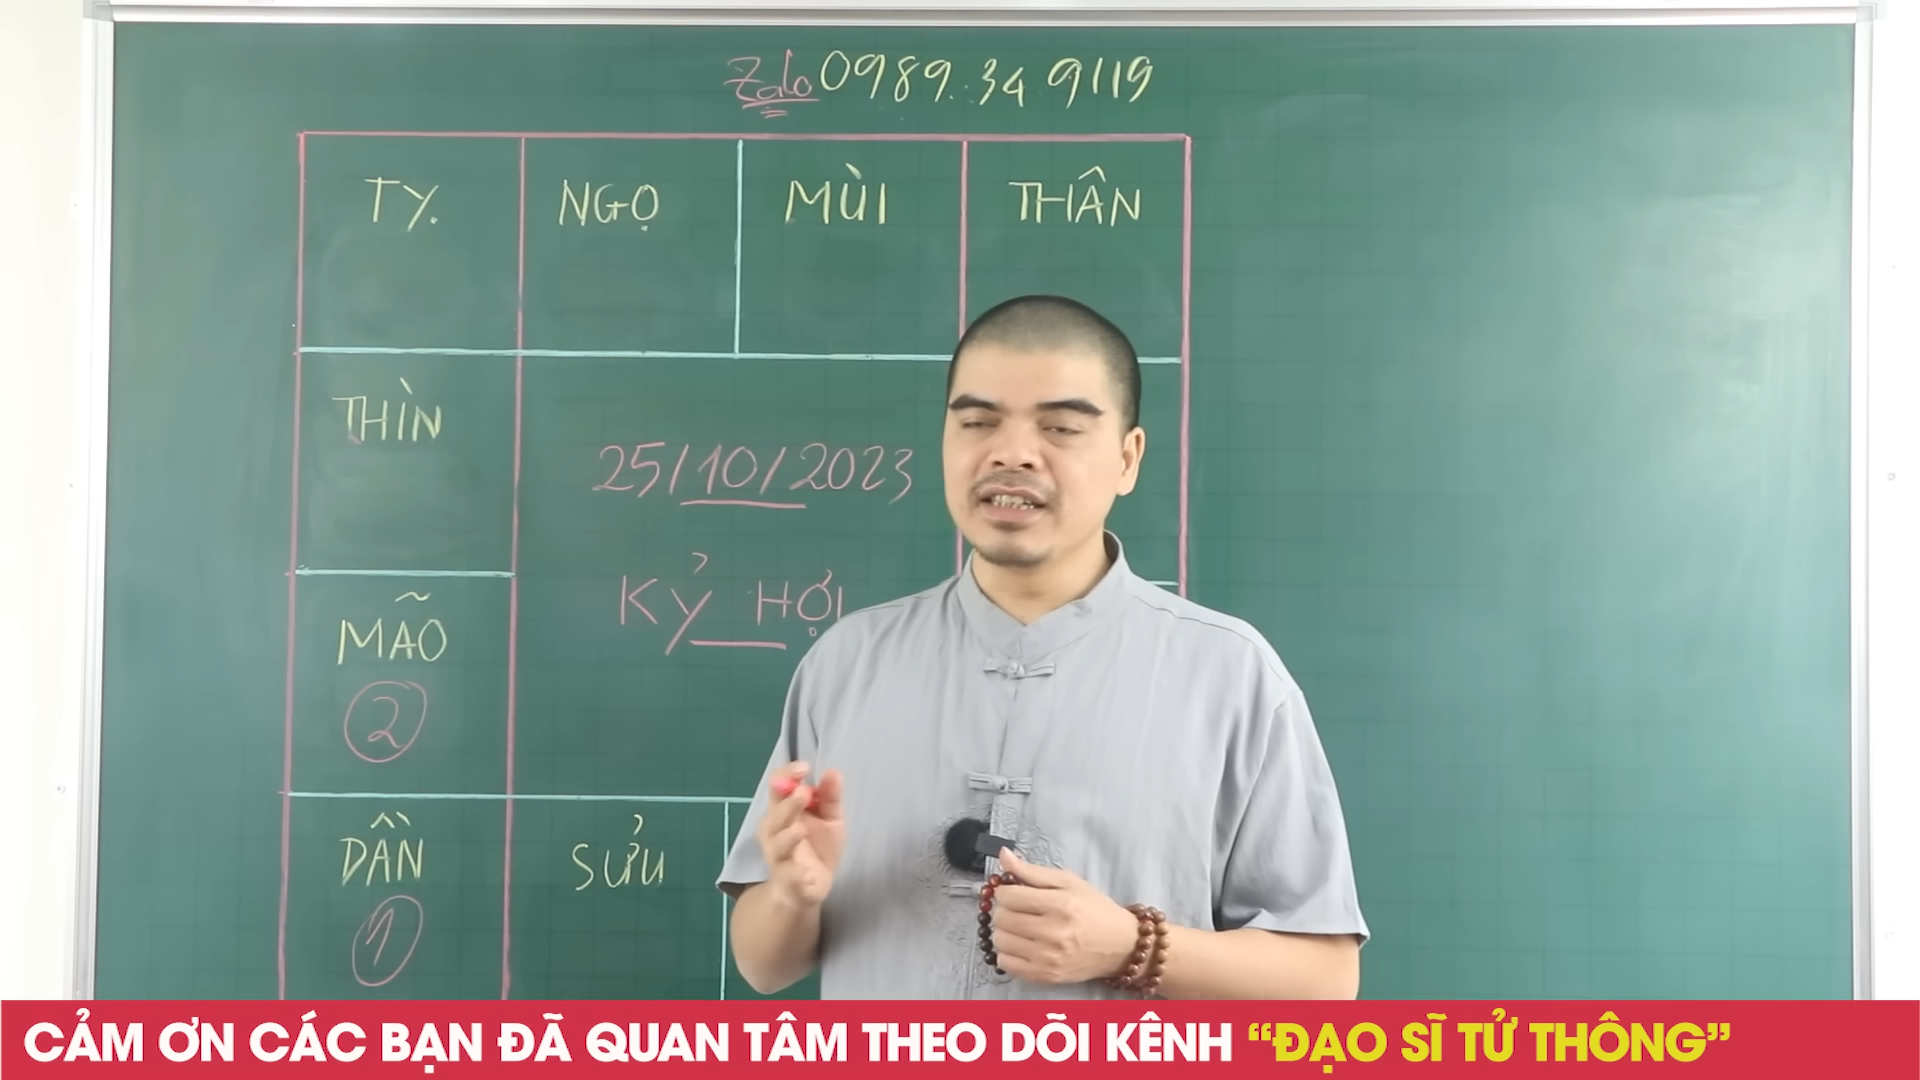 Zalo 0989.349119
TỴ NGỌ MÙI THÂN
THÌN
25/10/2023
KỶ HỢI
MÃO
2
DẦN SỬU
1
CẢM ƠN CÁC BẠN ĐÃ QUAN TÂM THEO DÕI KÊNH “ĐẠO SĨ TỬ THÔNG”